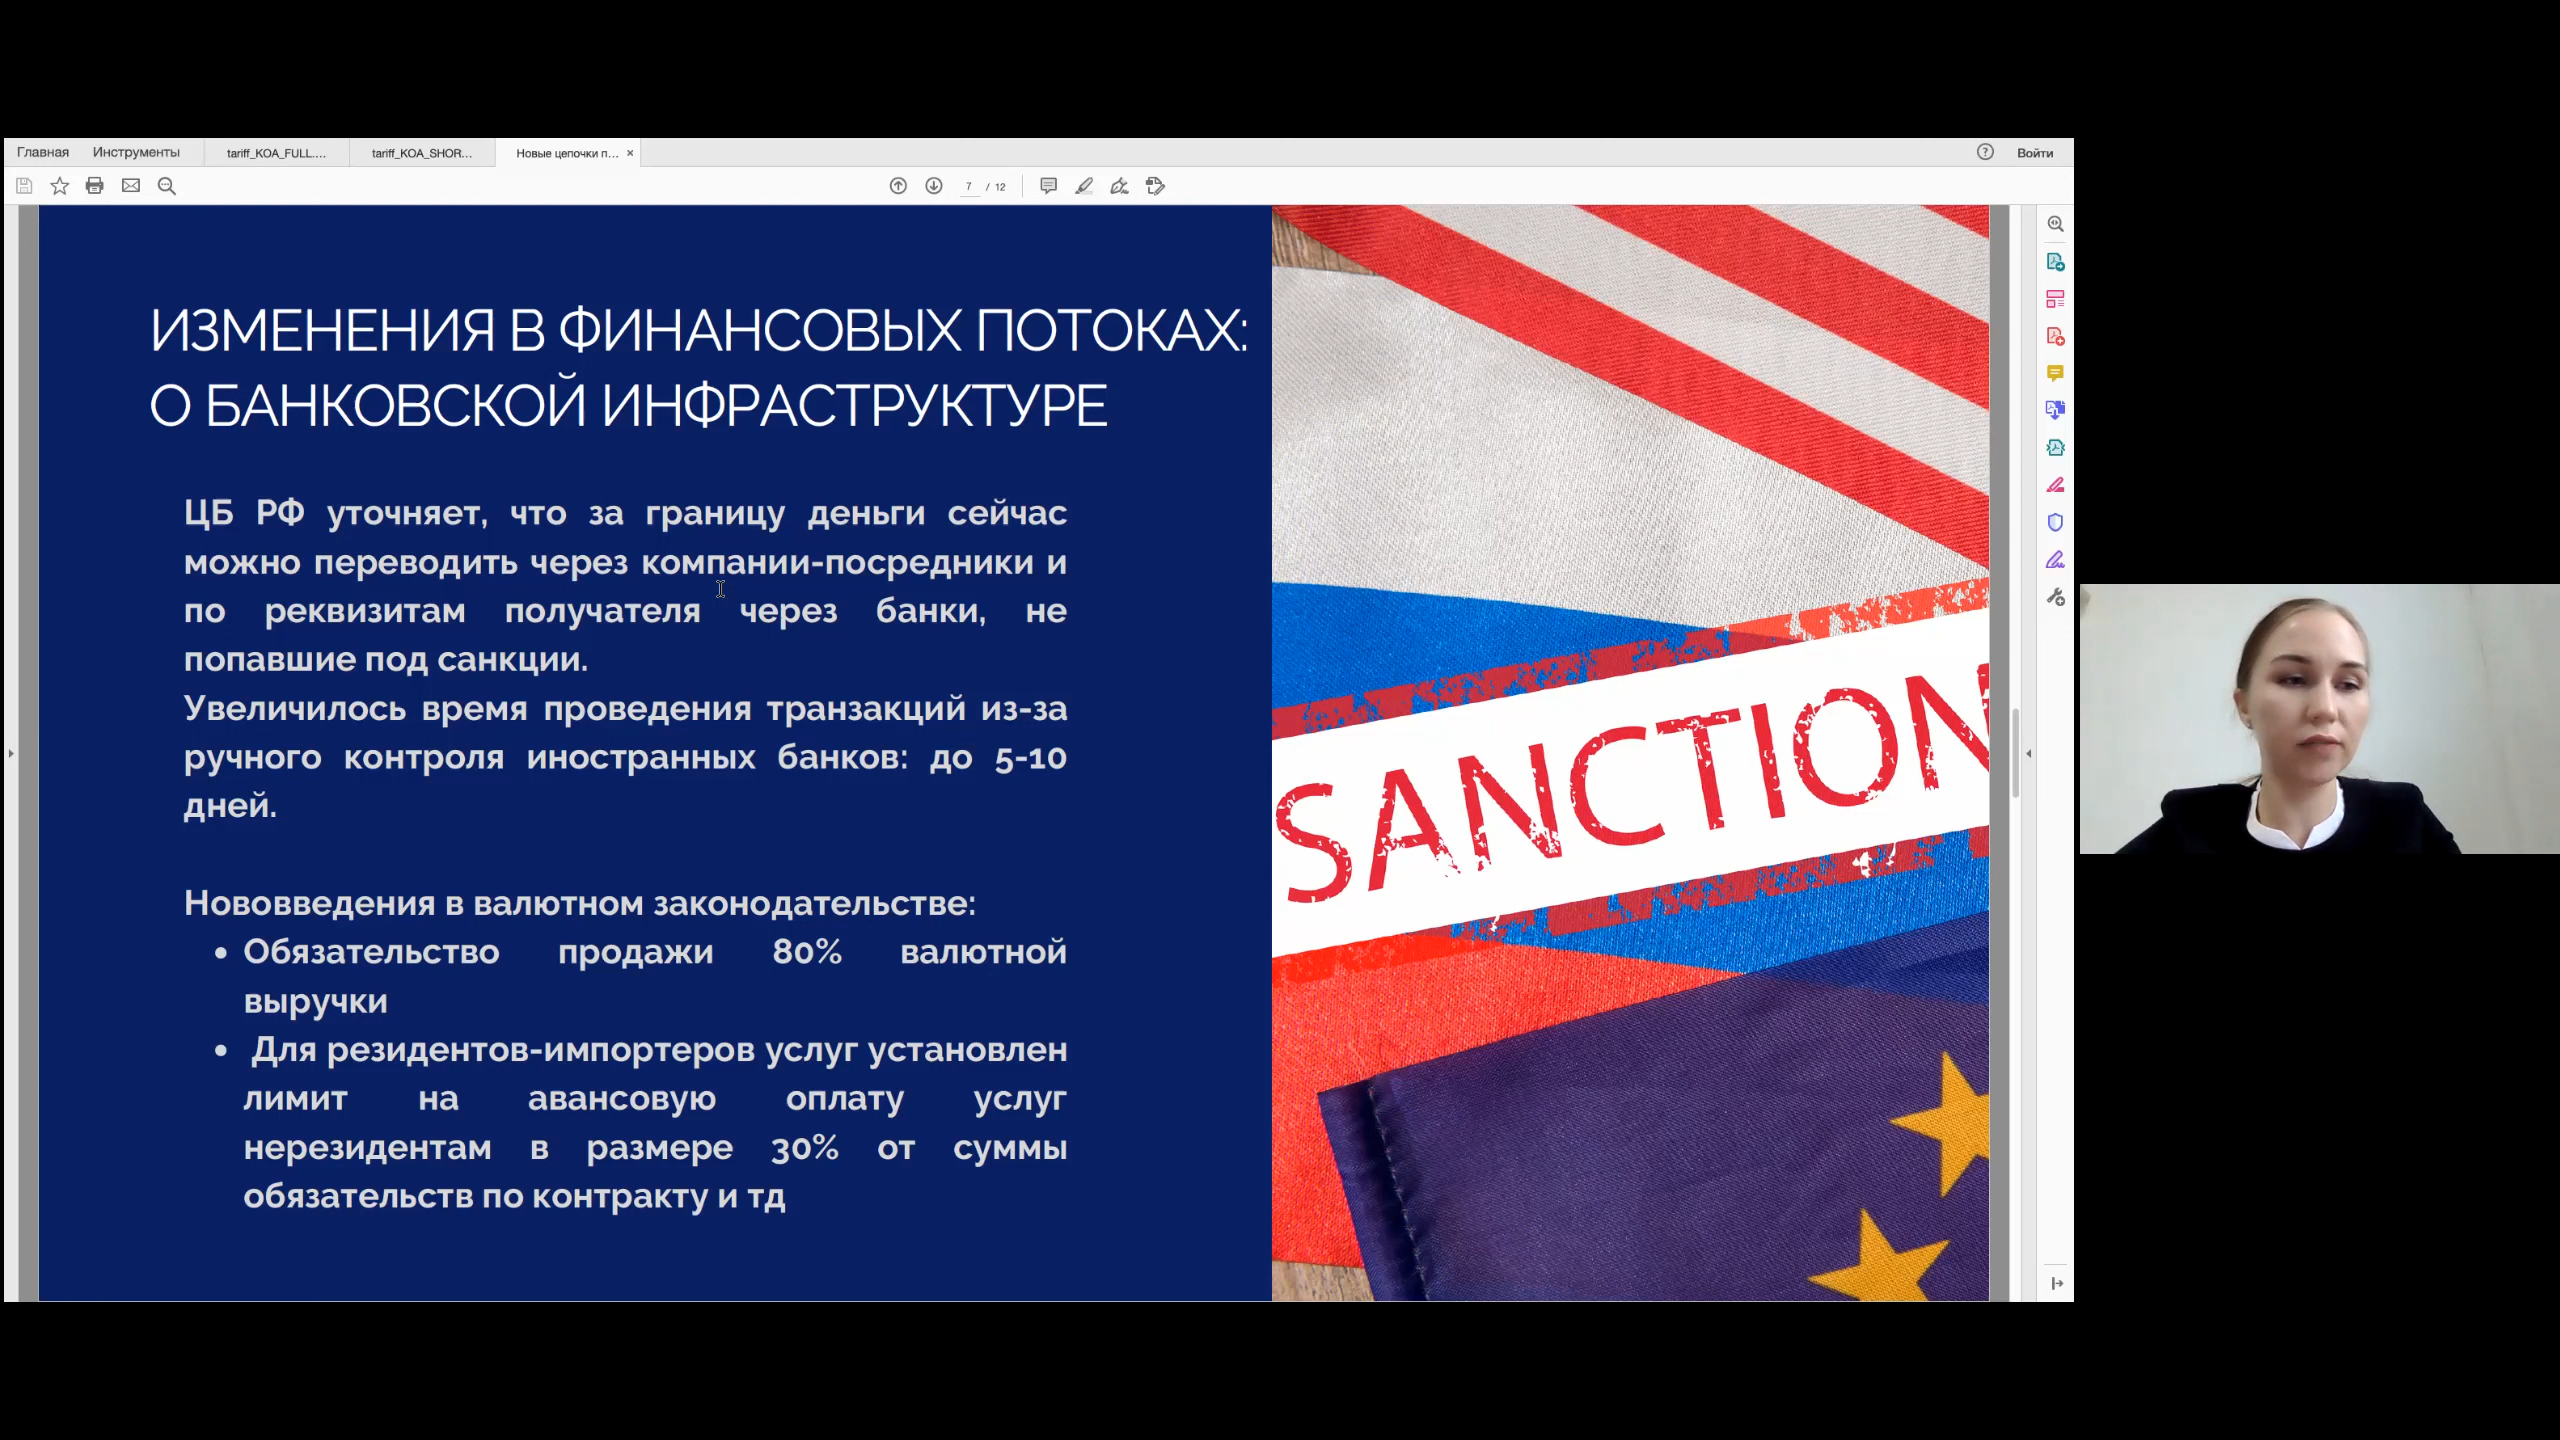 Главная Инструменты tariff_KOA_FULL.... tariff_KOA_SHOR... Новые цепочки п... × Войти
7 / 12
ИЗМЕНЕНИЯ В ФИНАНСОВЫХ ПОТОКАХ:
О БАНКОВСКОЙ ИНФРАСТРУКТУРЕ
ЦБ РФ уточняет, что за границу деньги сейчас
можно переводить через компании-посредники и
по реквизитам получателя через банки, не
попавшие под санкции.
Увеличилось время проведения транзакций из-за
ручного контроля иностранных банков: до 5-10
дней.
Нововведения в валютном законодательстве:
• Обязательство продажи 80% валютной
выручки
• Для резидентов-импортеров услуг установлен
лимит на авансовую оплату услуг
нерезидентам в размере 30% от суммы
обязательств по контракту и тд
SANCTION